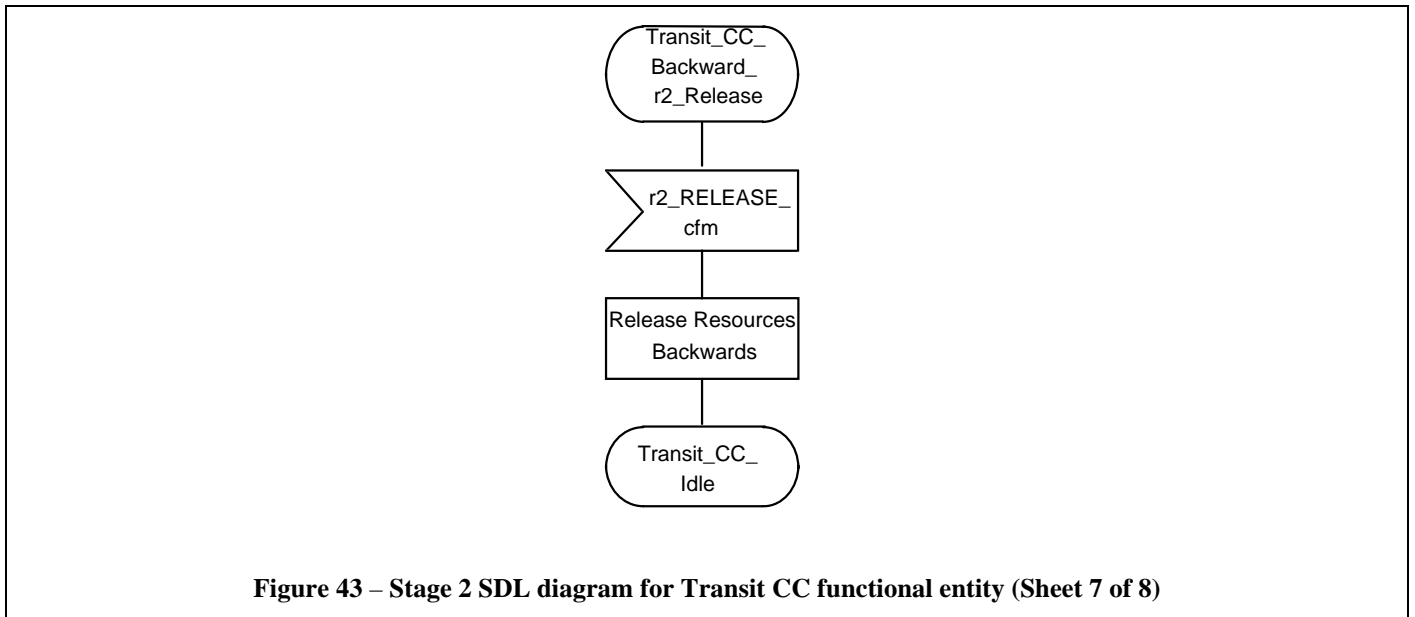 Transit_CC_
Backward_
r2_Release
r2_RELEASE_
cfm
Release Resources
Backwards
Transit_CC_
Idle
Figure 43 – Stage 2 SDL diagram for Transit CC functional entity (Sheet 7 of 8)